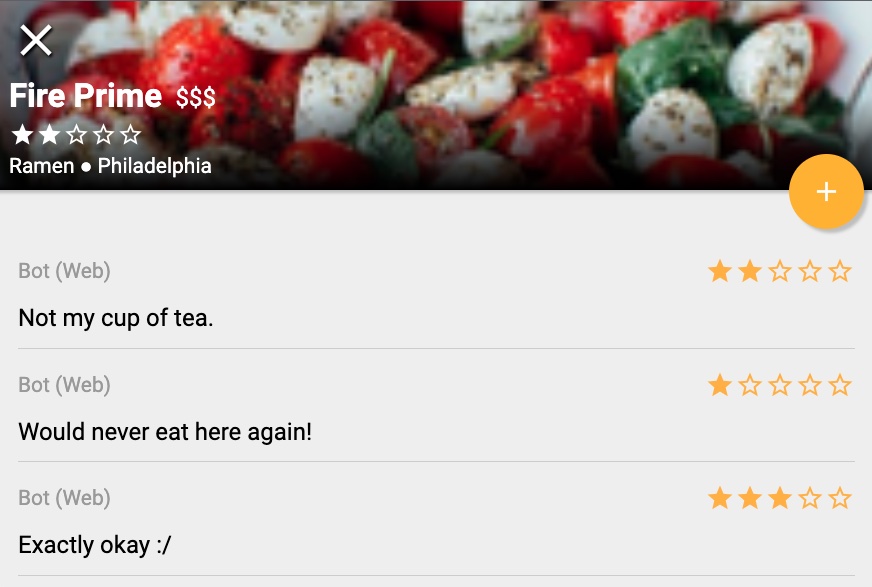 Fire Prime $$$
Ramen ● Philadelphia
Bot (Web)
Not my cup of tea.
Bot (Web)
Would never eat here again!
Bot (Web)
Exactly okay :/